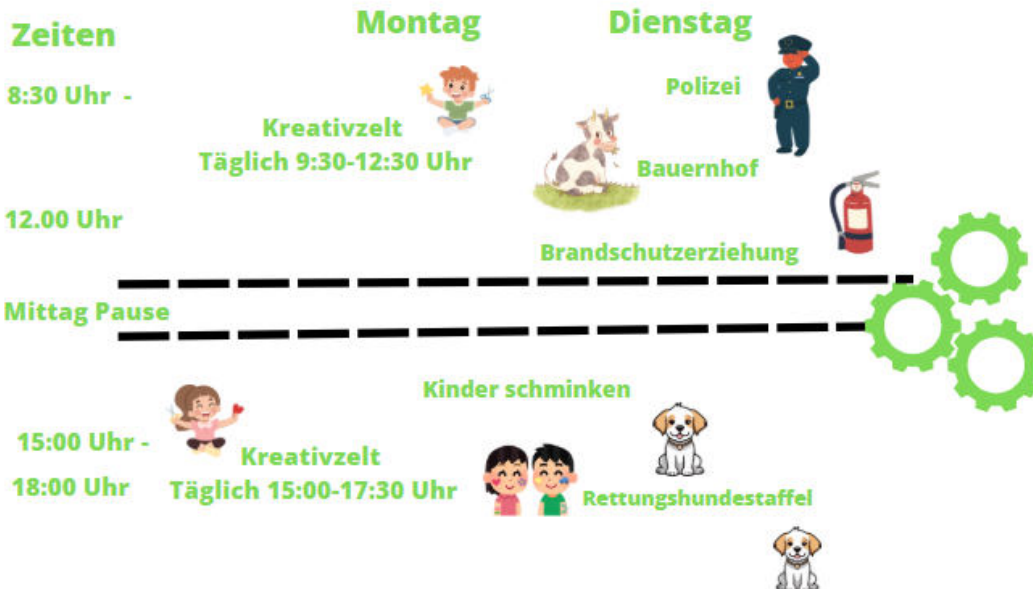 Zeiten
Montag
Dienstag
8:30 Uhr -
Polizei
Kreativzelt
Täglich 9:30-12:30 Uhr
Bauernhof
12.00 Uhr
Brandschutzerziehung
Mittag Pause
Kinder schminken
15:00 Uhr -
Kreativzelt
18:00 Uhr
Täglich 15:00-17:30 Uhr
Rettungshundestaffel